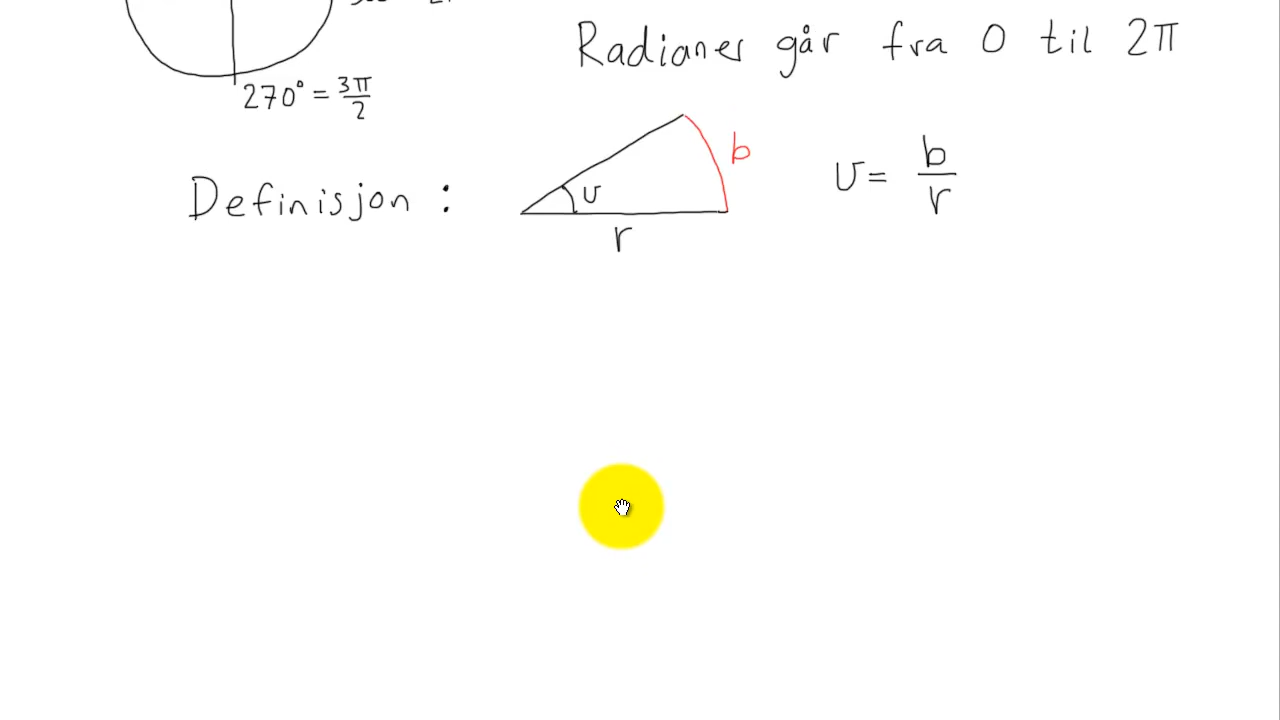 Radianer går fra 0 til 2π
270° = 3π/2
b
Definisjon :
v
v = b/r
r